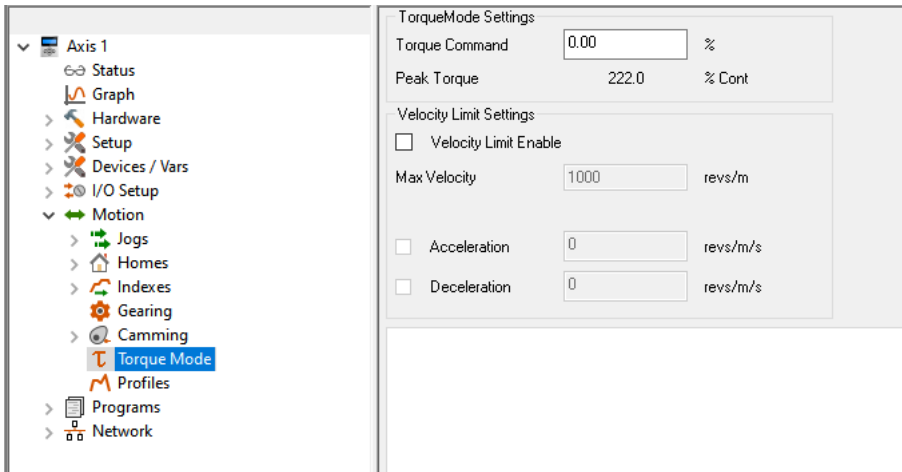 Axis 1
Status
Graph
Hardware
Setup
Devices / Vars
I/O Setup
Motion
Jogs
Homes
Indexes
Gearing
Camming
Torque Mode
Profiles
Programs
Network
TorqueMode Settings
Torque Command 0.00 %
Peak Torque 222.0 % Cont
Velocity Limit Settings
Velocity Limit Enable
Max Velocity 1000 revs/m
Acceleration 0 revs/m/s
Deceleration 0 revs/m/s